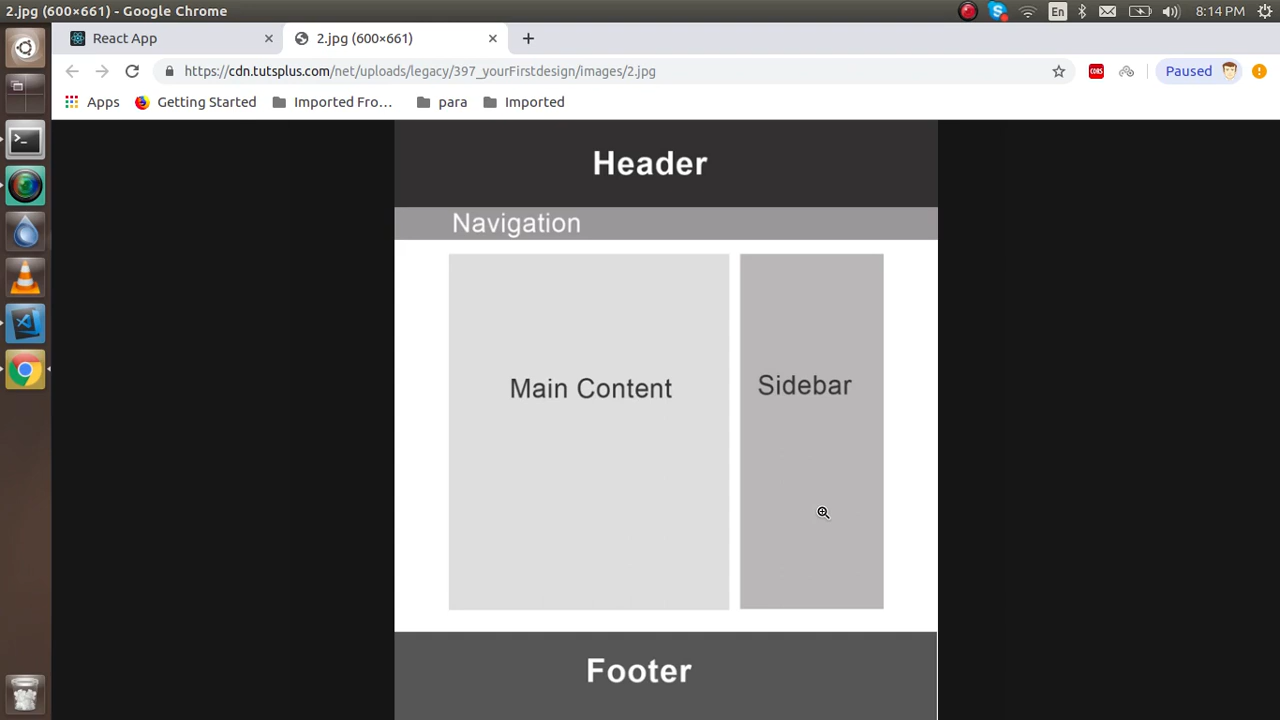 2.jpg (600×661) - Google Chrome
En
8:14 PM
React App
2.jpg (600×661)
https://cdn.tutsplus.com/net/uploads/legacy/397_yourFirstdesign/images/2.jpg
CORS
Paused
Apps
Getting Started
Imported Fro...
para
Imported
Header
Navigation
Main Content
Sidebar
Footer